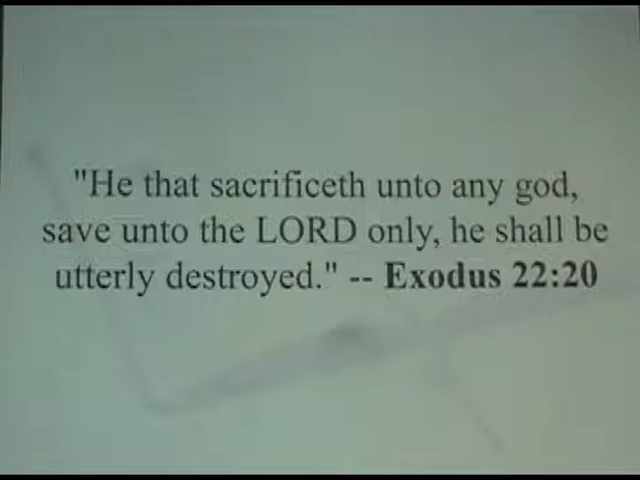 "He that sacrificeth unto any god,
save unto the LORD only, he shall be
utterly destroyed." -- Exodus 22:20